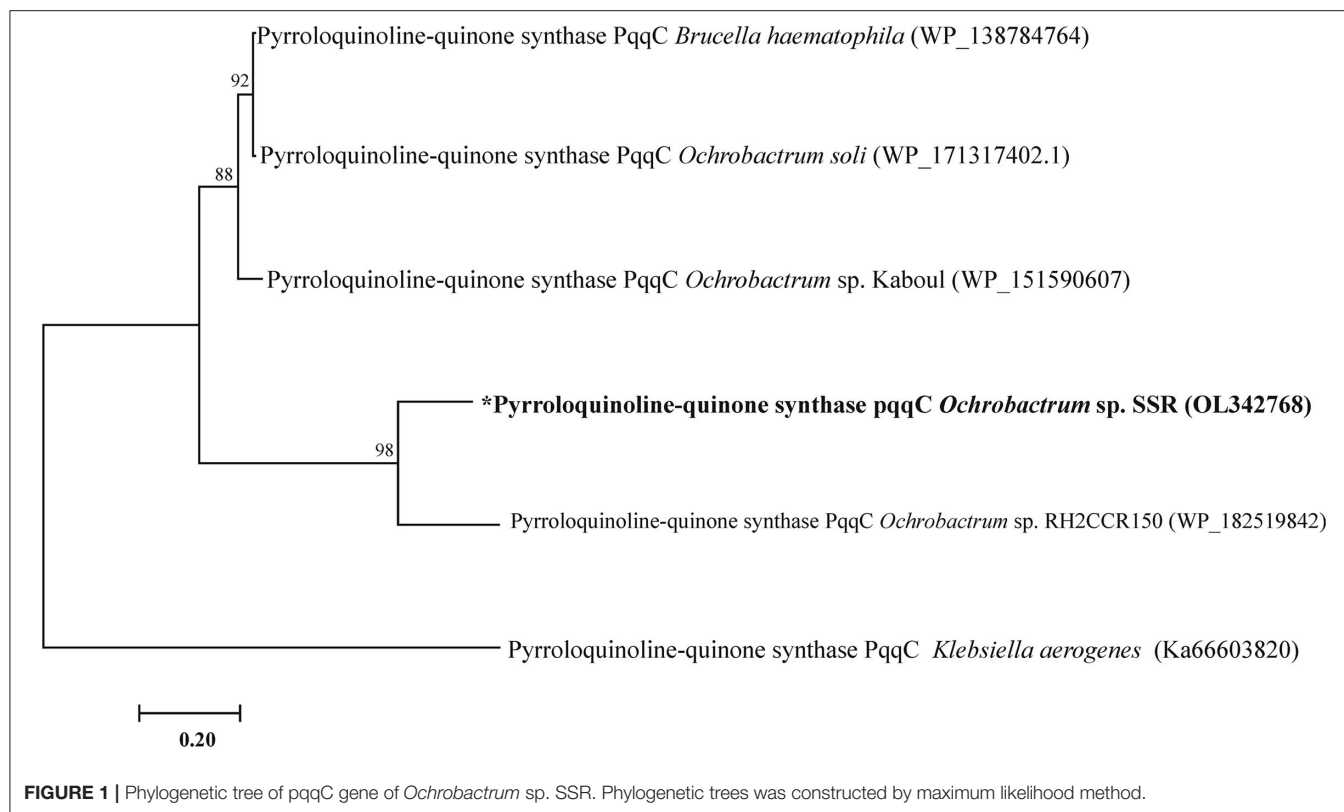 Pyrroloquinoline-quinone synthase PqqC Brucella haematophila (WP_138784764)
92
Pyrroloquinoline-quinone synthase PqqC Ochrobactrum soli (WP_171317402.1)
88
Pyrroloquinoline-quinone synthase PqqC Ochrobactrum sp. Kaboul (WP_151590607)
*Pyrroloquinoline-quinone synthase pqqC Ochrobactrum sp. SSR (OL342768)
98
Pyrroloquinoline-quinone synthase PqqC Ochrobactrum sp. RH2CCR150 (WP_182519842)
Pyrroloquinoline-quinone synthase PqqC Klebsiella aerogenes (Ka66603820)
0.20
FIGURE 1 | Phylogenetic tree of pqqC gene of Ochrobactrum sp. SSR. Phylogenetic trees was constructed by maximum likelihood method.